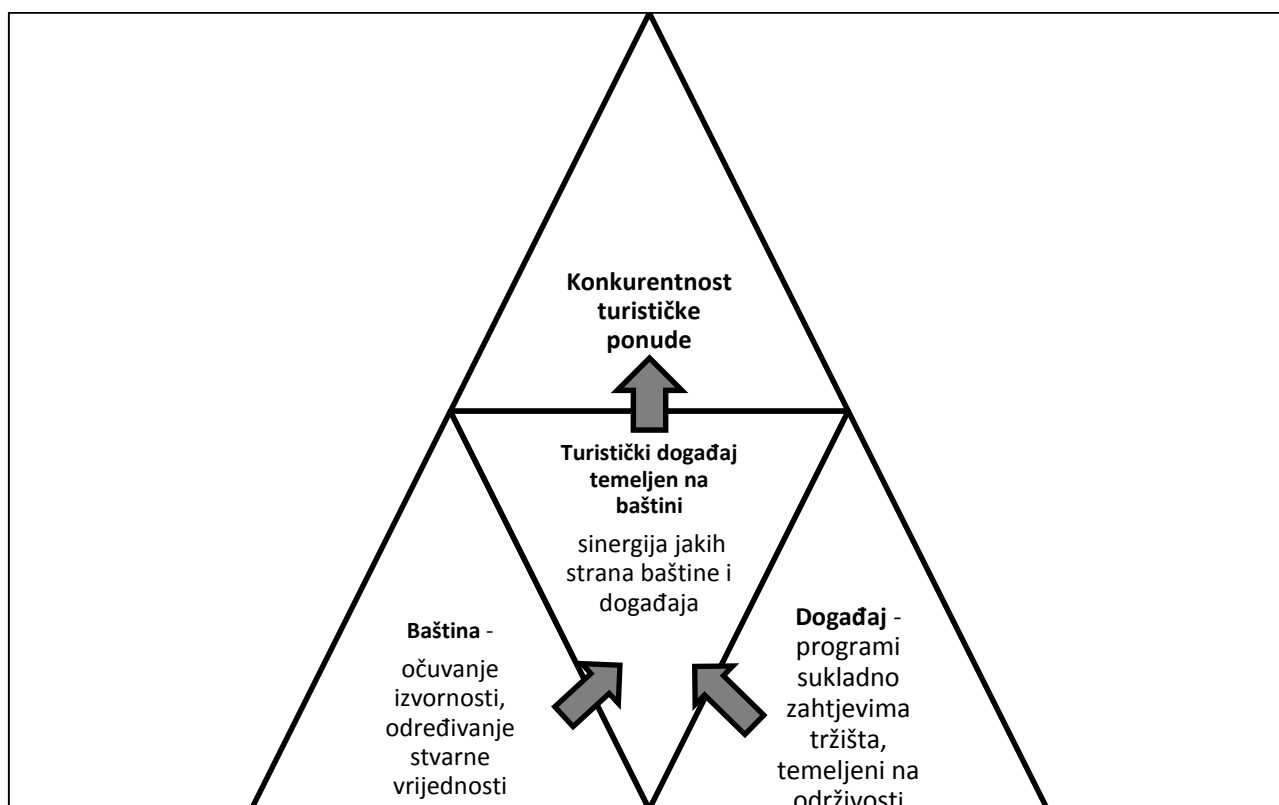 Konkurentnost
turističke
ponude
Turistički događaj
temeljen na
baštini
sinergija jakih
strana baštine i
događaja
Baština -
očuvanje
izvornosti,
određivanje
stvarne
vrijednosti
Događaj -
programi
sukladno
zahtjevima
tržišta,
temeljeni na
održivosti